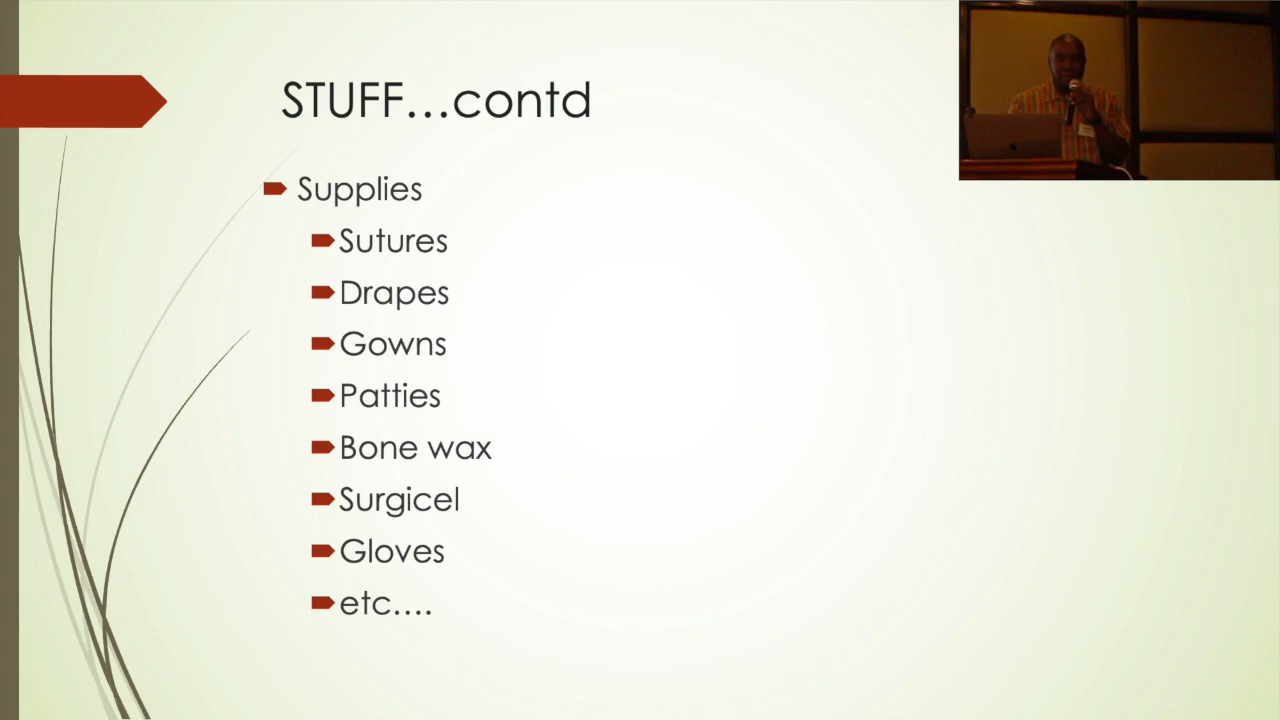 STUFF...contd
Supplies
Sutures
Drapes
Gowns
Patties
Bone wax
Surgicel
Gloves
etc....